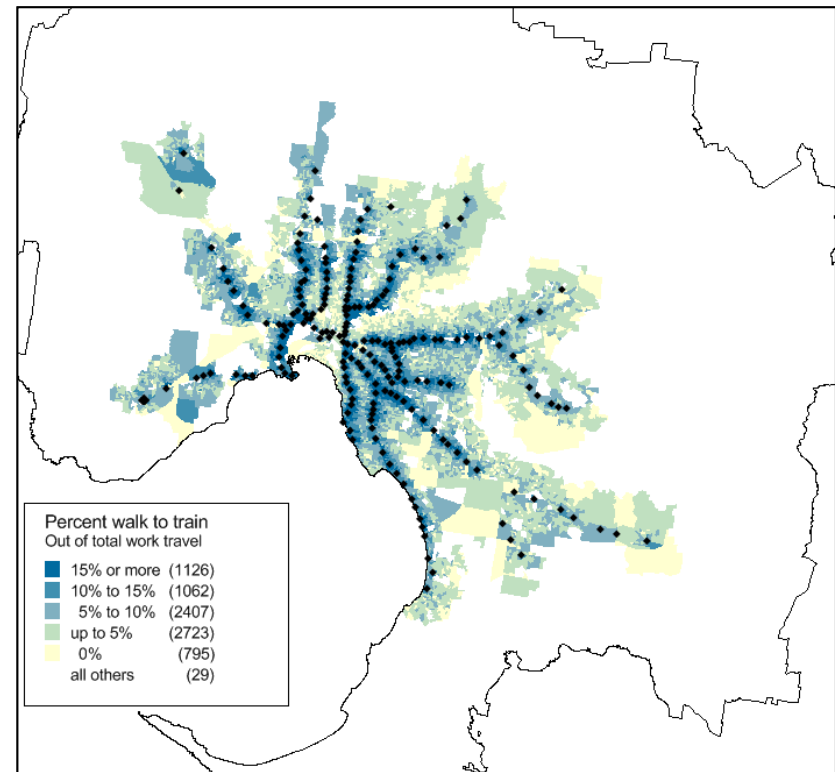 Percent walk to train
Out of total work travel
15% or more (1126)
10% to 15% (1062)
5% to 10% (2407)
up to 5% (2723)
0% (795)
all others (29)